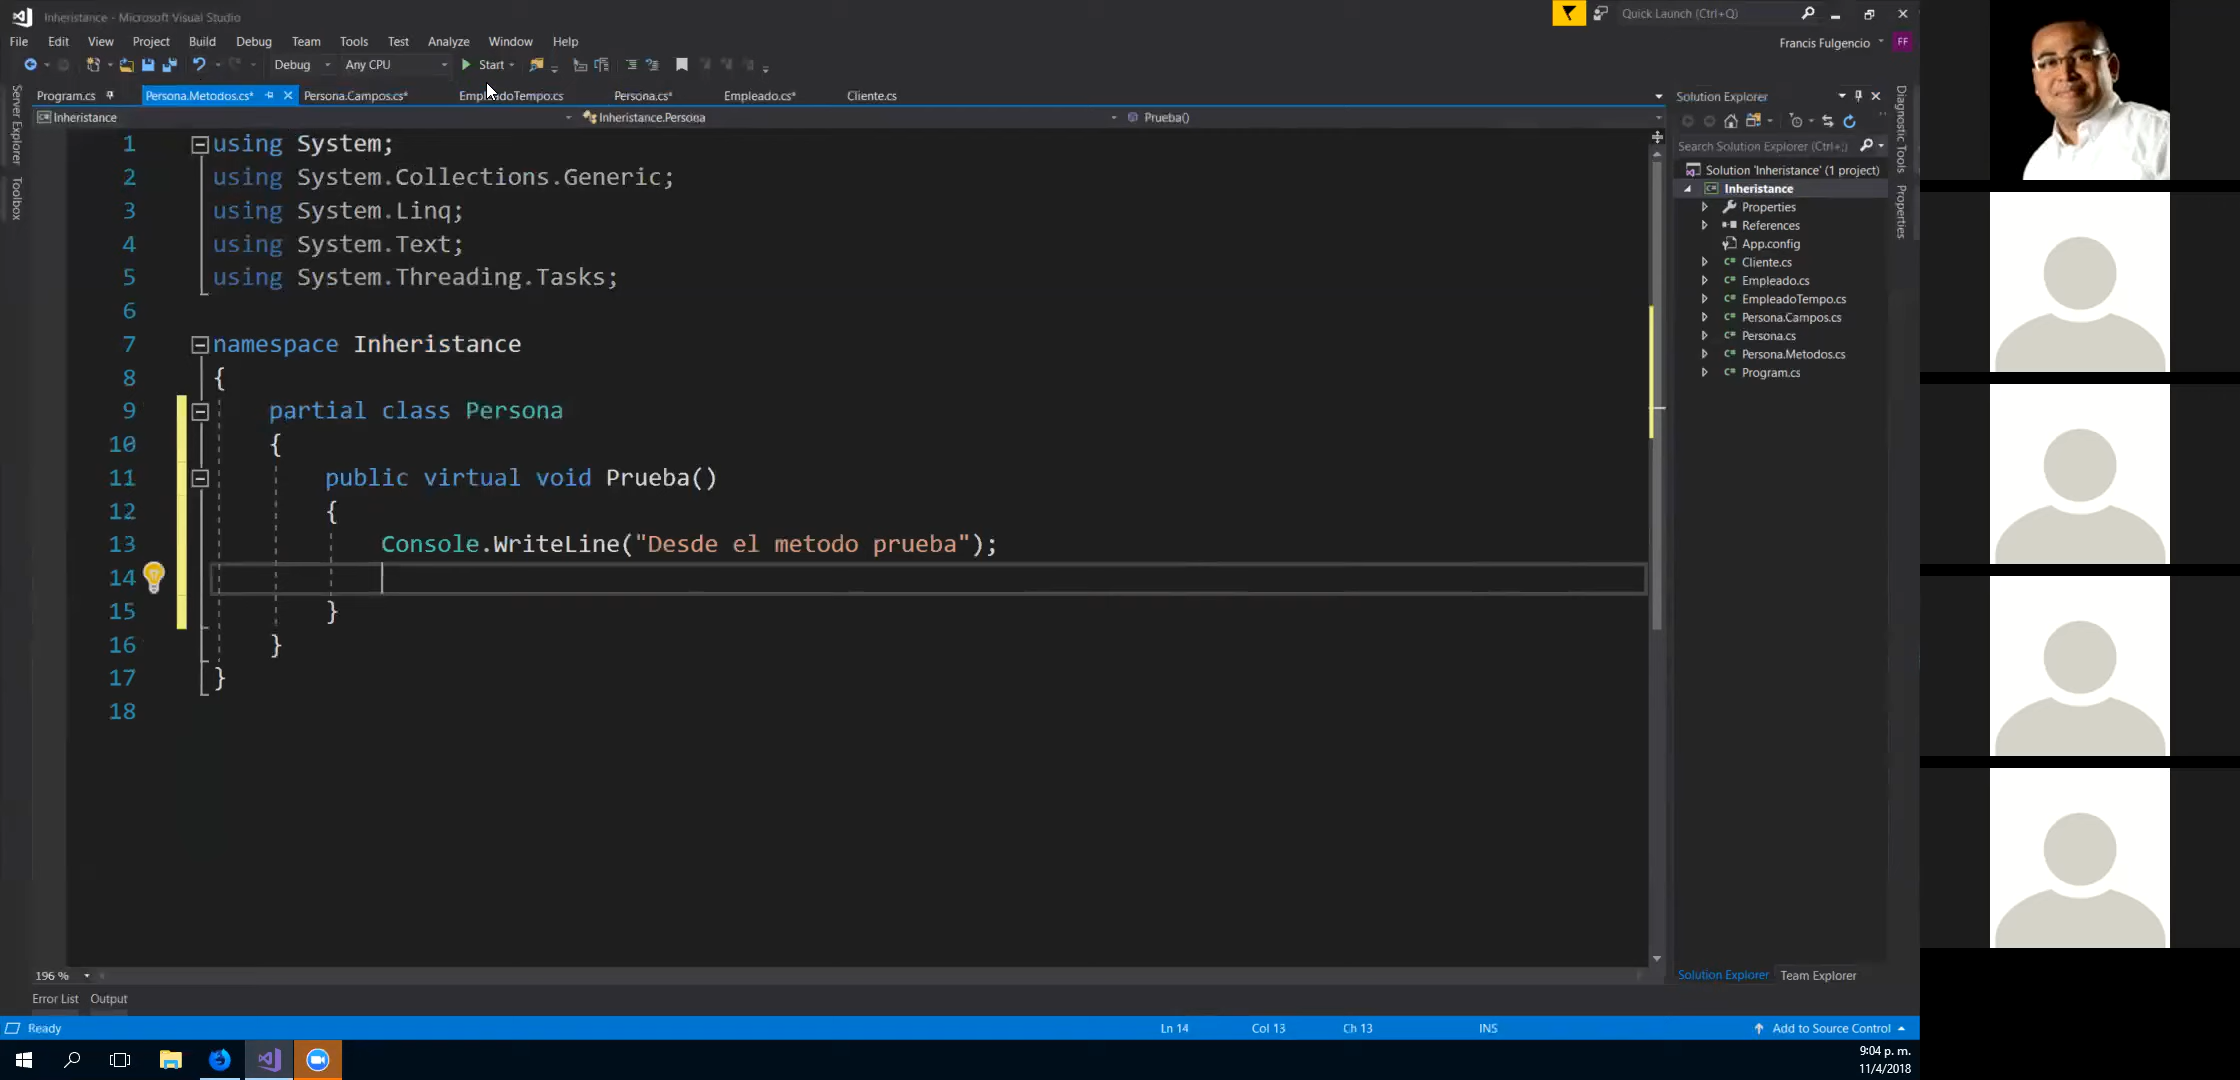 Inheristance - Microsoft Visual Studio
Quick Launch (Ctrl+Q)
File Edit View Project Build Debug Team Tools Test Analyze Window Help
Francis Fulgencio FF
Debug Any CPU Start
Program.cs Persona.Metodos.cs* Persona.Campos.cs* EmpleadoTempo.cs Persona.cs* Empleado.cs* Cliente.cs
Inheristance Inheristance.Persona Prueba()
Server Explorer
Toolbox
1 using System;
2 using System.Collections.Generic;
3 using System.Linq;
4 using System.Text;
5 using System.Threading.Tasks;
6
7 namespace Inheristance
8 {
9 partial class Persona
10 {
11 public virtual void Prueba()
12 {
13 Console.WriteLine("Desde el metodo prueba");
14
15 }
16 }
17 }
18
Solution Explorer
Search Solution Explorer (Ctrl+;)
Solution 'Inheristance' (1 project)
Inheristance
Properties
References
App.config
Cliente.cs
Empleado.cs
EmpleadoTempo.cs
Persona.Campos.cs
Persona.cs
Persona.Metodos.cs
Program.cs
Diagnostic Tools
Properties
196 %
Solution Explorer Team Explorer
Error List Output
Ready Ln 14 Col 13 Ch 13 INS Add to Source Control
9:04 p. m.
11/4/2018